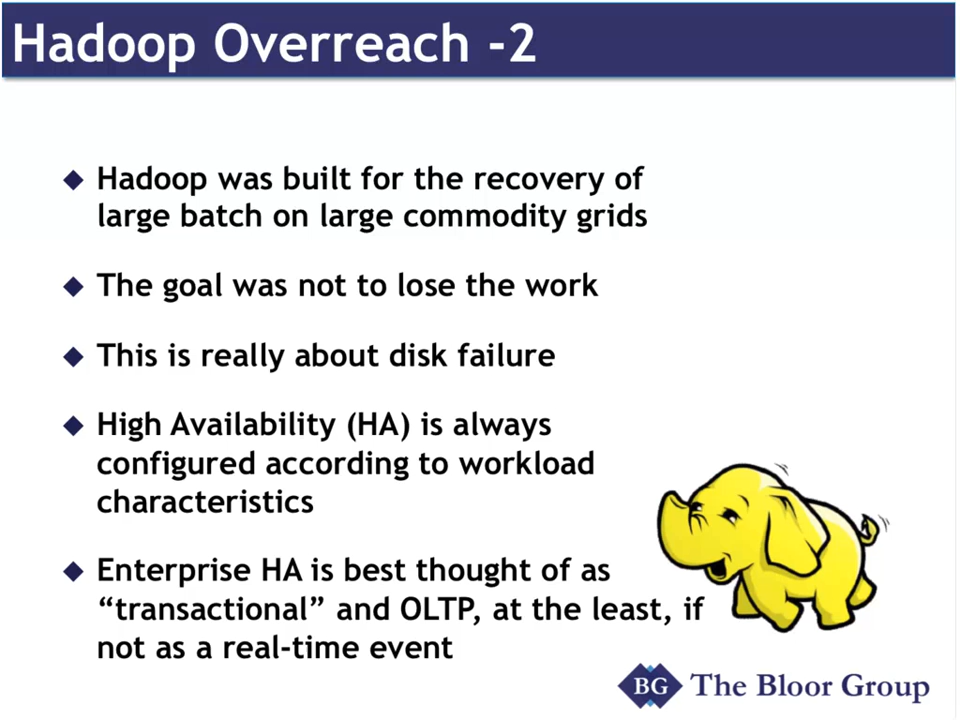 Hadoop Overreach -2
Hadoop was built for the recovery of
large batch on large commodity grids
The goal was not to lose the work
This is really about disk failure
High Availability (HA) is always
configured according to workload
characteristics
Enterprise HA is best thought of as
“transactional” and OLTP, at the least, if
not as a real-time event
BG The Bloor Group